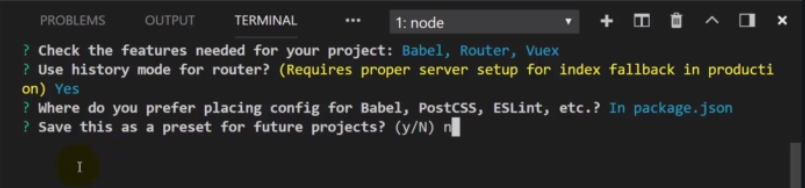 PROBLEMS OUTPUT TERMINAL ••• 1: node
? Check the features needed for your project: Babel, Router, Vuex
? Use history mode for router? (Requires proper server setup for index fallback in producti
on) Yes
? Where do you prefer placing config for Babel, PostCSS, ESLint, etc.? In package.json
? Save this as a preset for future projects? (y/N) n